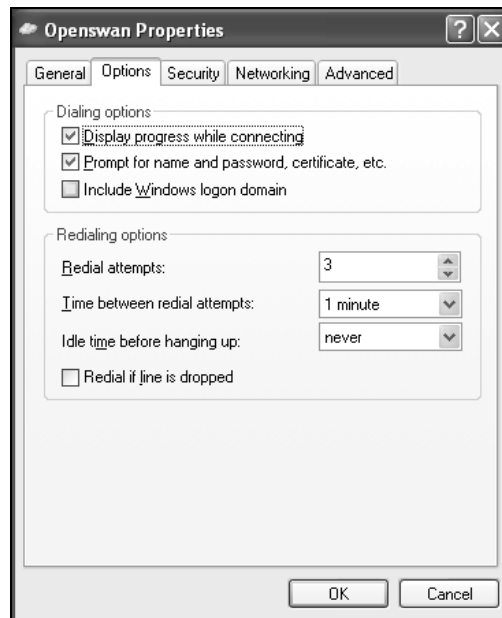 Openswan Properties
General Options Security Networking Advanced
Dialing options
Display progress while connecting
Prompt for name and password, certificate, etc.
Include Windows logon domain
Redialing options
Redial attempts: 3
Time between redial attempts: 1 minute
Idle time before hanging up: never
Redial if line is dropped
OK Cancel